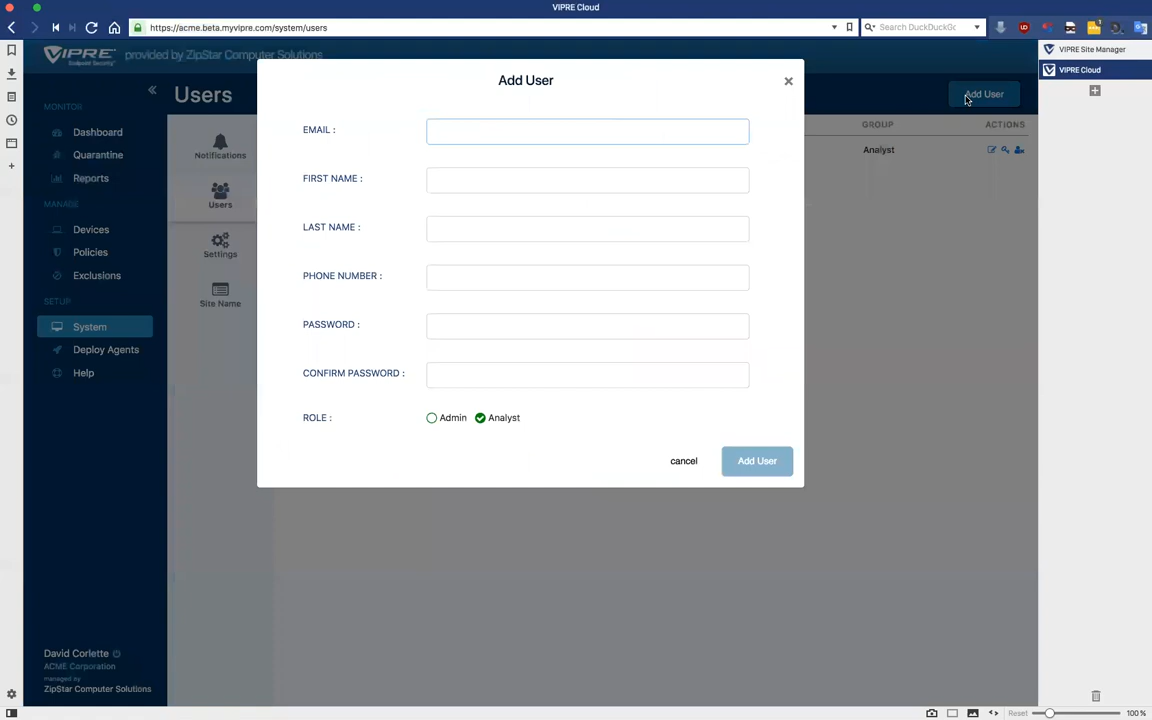 VIPRE Cloud
https://acme.beta.myvipre.com/system/users
Search DuckDuckGo
VIPRE Site Manager
VIPRE Cloud
VIPRE
Endpoint Security
provided by ZipStar Computer Solutions
Users
Add User
MONITOR
Dashboard
Quarantine
Reports
MANAGE
Devices
Policies
Exclusions
SETUP
System
Deploy Agents
Help
Notifications
Users
Settings
Site Name
GROUP
ACTIONS
Analyst
Add User
×
EMAIL :
FIRST NAME :
LAST NAME :
PHONE NUMBER :
PASSWORD :
CONFIRM PASSWORD :
ROLE :
Admin
Analyst
cancel
Add User
David Corlette
ACME Corporation
managed by
ZipStar Computer Solutions
Reset
100 %